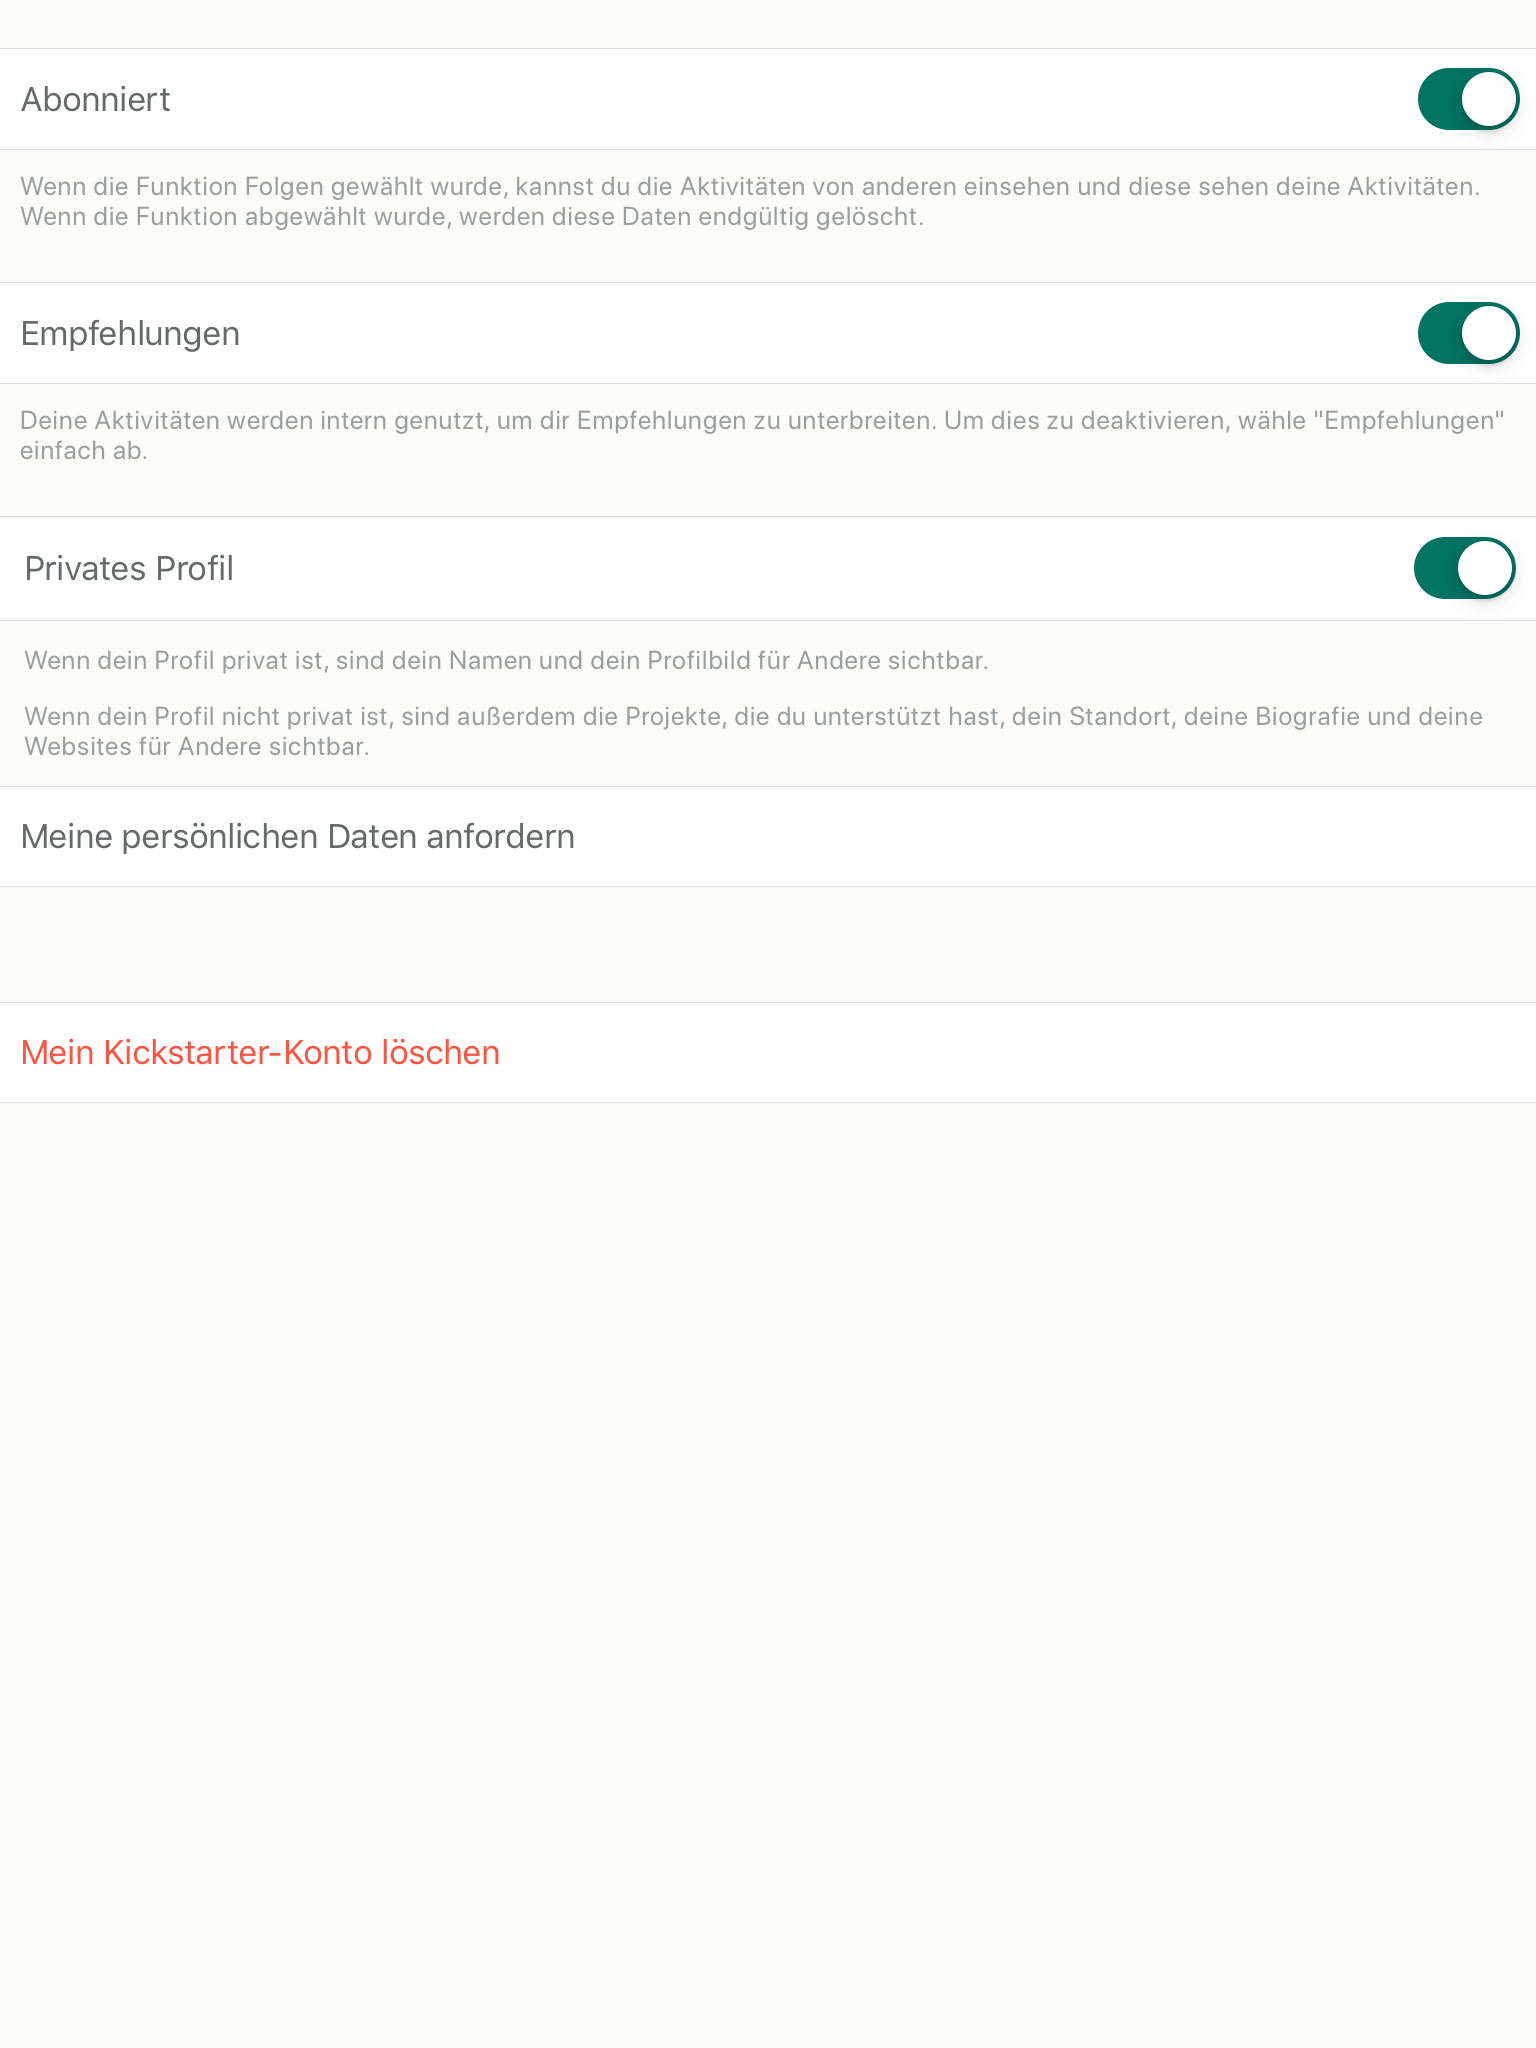 Abonniert
Wenn die Funktion Folgen gewählt wurde, kannst du die Aktivitäten von anderen einsehen und diese sehen deine Aktivitäten.
Wenn die Funktion abgewählt wurde, werden diese Daten endgültig gelöscht.
Empfehlungen
Deine Aktivitäten werden intern genutzt, um dir Empfehlungen zu unterbreiten. Um dies zu deaktivieren, wähle "Empfehlungen"
einfach ab.
Privates Profil
Wenn dein Profil privat ist, sind dein Namen und dein Profilbild für Andere sichtbar.
Wenn dein Profil nicht privat ist, sind außerdem die Projekte, die du unterstützt hast, dein Standort, deine Biografie und deine
Websites für Andere sichtbar.
Meine persönlichen Daten anfordern
Mein Kickstarter-Konto löschen